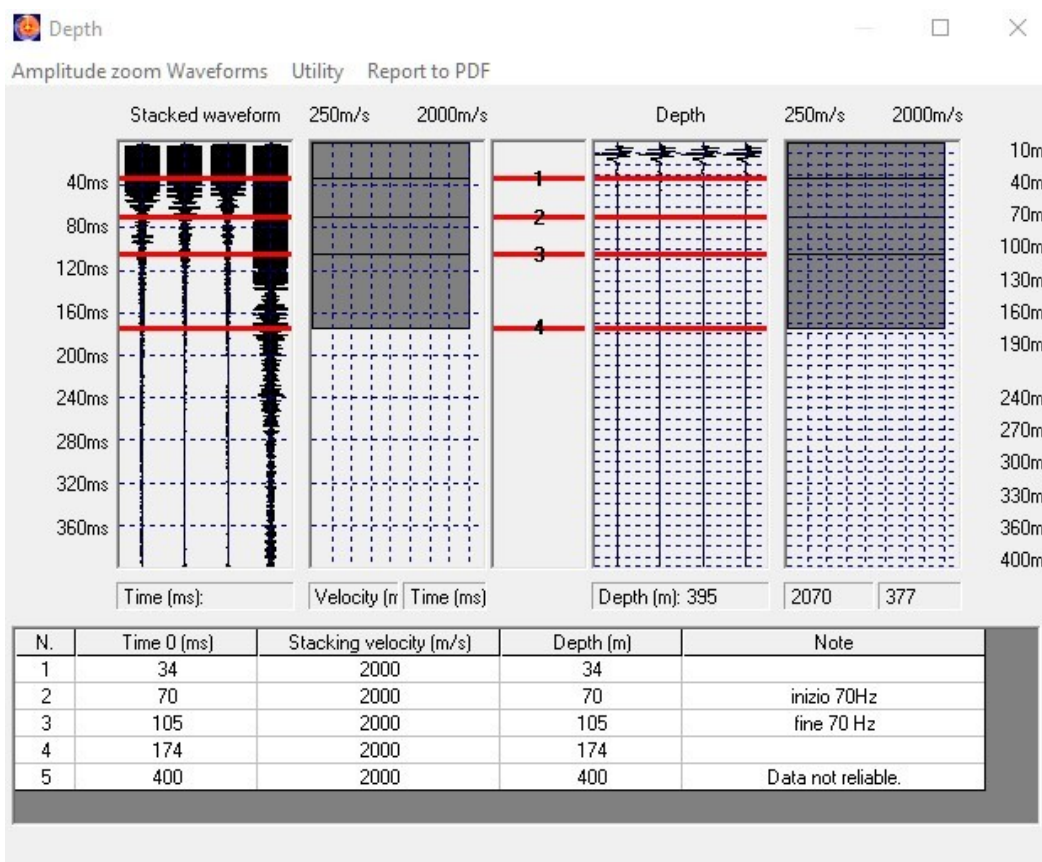 Depth
Amplitude zoom Waveforms Utility Report to PDF
Stacked waveform 250m/s 2000m/s Depth 250m/s 2000m/s
10m
40ms 1 40m
80ms 2 70m
3 100m
120ms 130m
160ms 4 160m
190m
200ms
240ms 240m
270m
280ms
300m
320ms 330m
360ms 360m
400m
Time (ms): Velocity (m Time (ms) Depth (m): 395 2070 377
N. Time 0 (ms) Stacking velocity (m/s) Depth (m) Note
1 34 2000 34
2 70 2000 70 inizio 70Hz
3 105 2000 105 fine 70 Hz
4 174 2000 174
5 400 2000 400 Data not reliable.